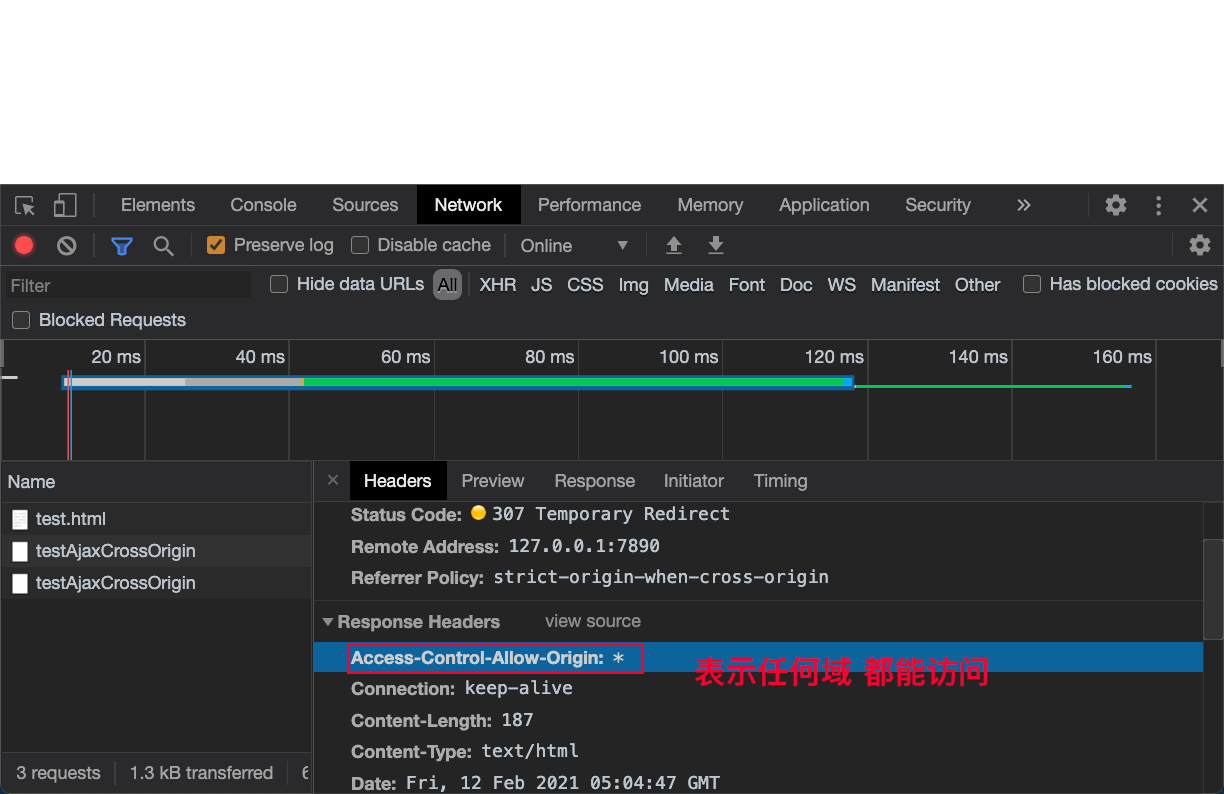 Elements Console Sources Network Performance Memory Application Security »
Preserve log Disable cache Online
Filter Hide data URLs All XHR JS CSS Img Media Font Doc WS Manifest Other Has blocked cookies
Blocked Requests
20 ms 40 ms 60 ms 80 ms 100 ms 120 ms 140 ms 160 ms
Name
test.html
testAjaxCrossOrigin
testAjaxCrossOrigin
3 requests 1.3 kB transferred 6
× Headers Preview Response Initiator Timing
Status Code: 307 Temporary Redirect
Remote Address: 127.0.0.1:7890
Referrer Policy: strict-origin-when-cross-origin
Response Headers view source
Access-Control-Allow-Origin: * 表示任何域 都能访问
Connection: keep-alive
Content-Length: 187
Content-Type: text/html
Date: Fri, 12 Feb 2021 05:04:47 GMT